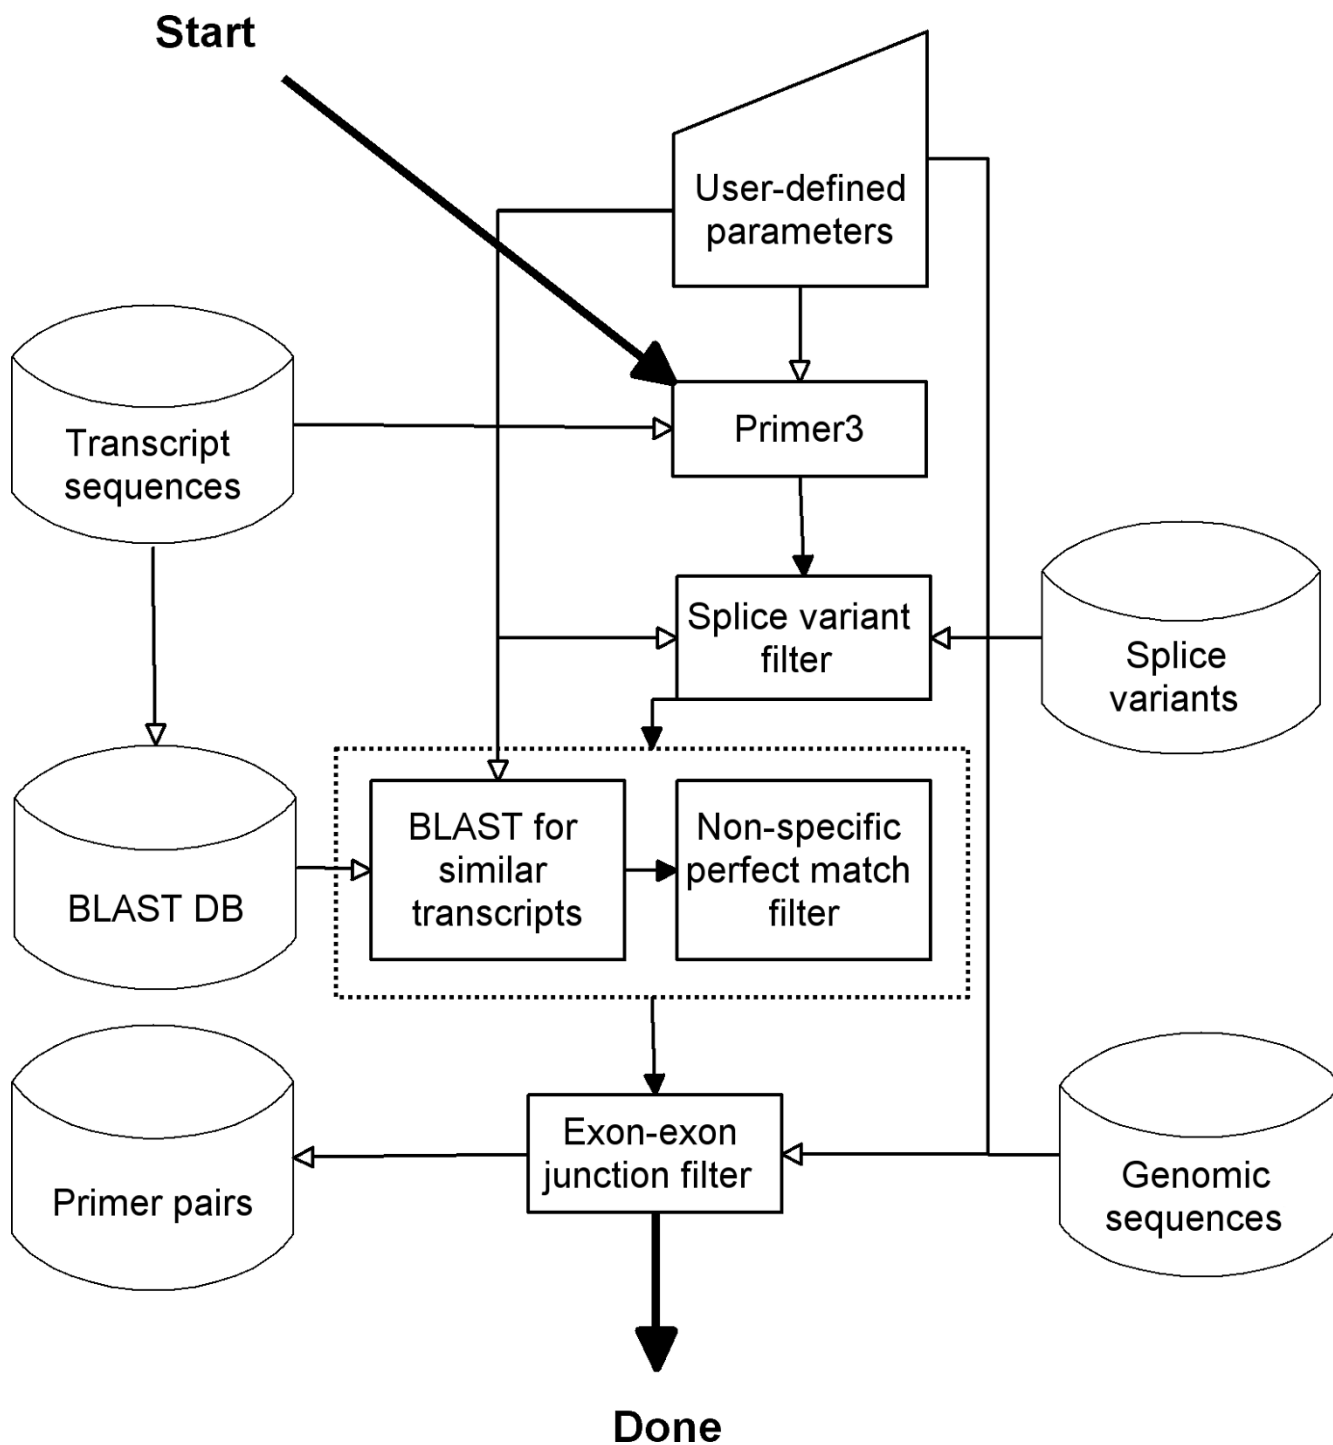 Start
User-defined
parameters
Transcript
sequences
Primer3
Splice variant
filter
Splice
variants
BLAST DB
BLAST for
similar
transcripts
Non-specific
perfect match
filter
Primer pairs
Exon-exon
junction filter
Genomic
sequences
Done